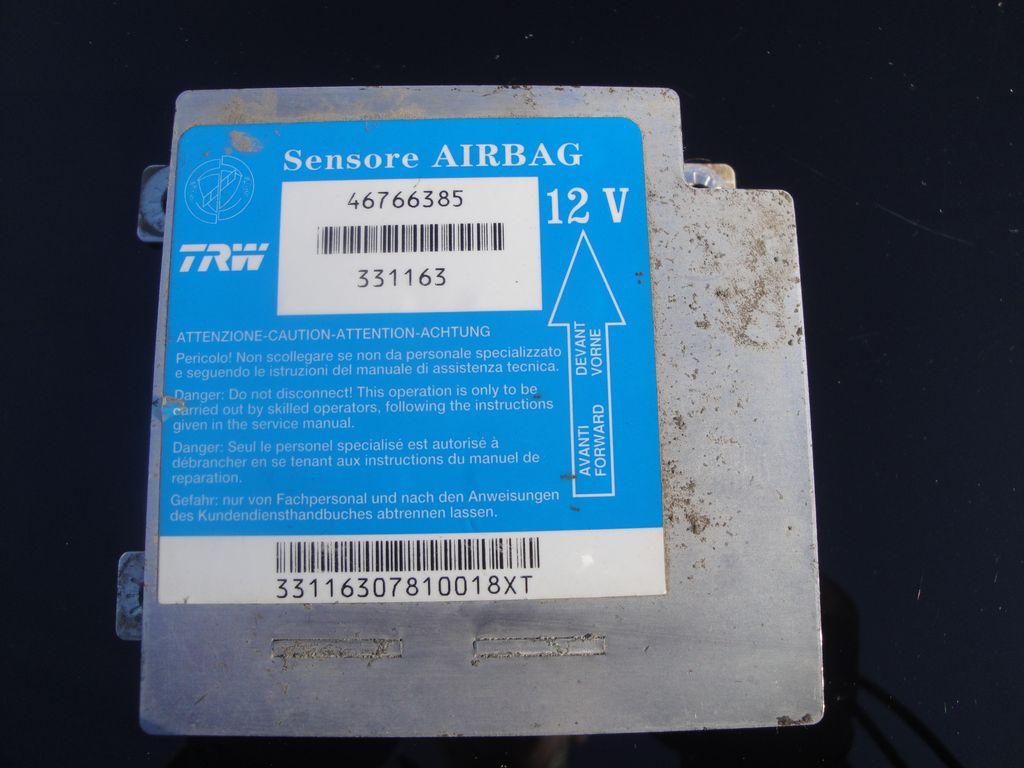 Sensore AIRBAG
46766385
12 V
TRW
331163
ATTENZIONE-CAUTION-ATTENTION-ACHTUNG
Pericolo! Non scollegare se non da personale specializzato
e seguendo le istruzioni del manuale di assistenza tecnica.
Danger: Do not disconnect! This operation is only to be
carried out by skilled operators, following the instructions
given in the service manual.
Danger: Seul le personel specialisé est autorisé à
débrancher en se tenant aux instructions du manuel de
reparation.
Gefahr: nur von Fachpersonal und nach den Anweisungen
des Kundendiensthandbuches abtrennen lassen.
AVANTI DEVANT
FORWARD VORNE
33116307810018XT